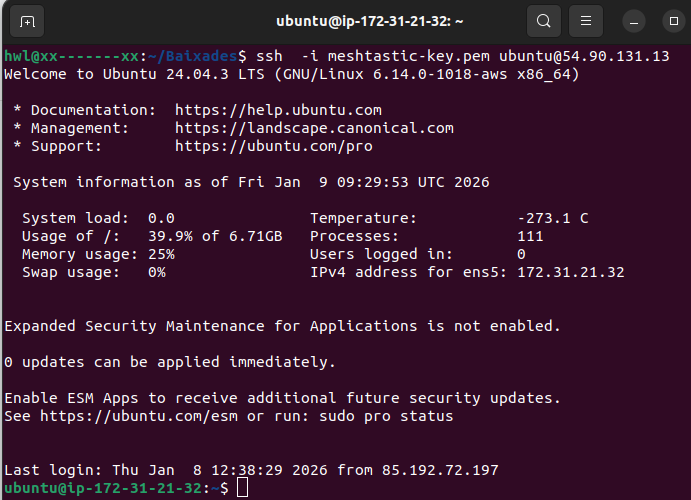 ubuntu@ip-172-31-21-32: ~
hwl@xx-------xx:~/Baixades$ ssh  -i meshtastic-key.pem ubuntu@54.90.131.13
Welcome to Ubuntu 24.04.3 LTS (GNU/Linux 6.14.0-1018-aws x86_64)

 * Documentation:  https://help.ubuntu.com
 * Management:     https://landscape.canonical.com
 * Support:        https://ubuntu.com/pro

 System information as of Fri Jan  9 09:29:53 UTC 2026

  System load:  0.0               Temperature:           -273.1 C
  Usage of /:   39.9% of 6.71GB   Processes:             111
  Memory usage: 25%               Users logged in:       0
  Swap usage:   0%                IPv4 address for ens5: 172.31.21.32


Expanded Security Maintenance for Applications is not enabled.

0 updates can be applied immediately.

Enable ESM Apps to receive additional future security updates.
See https://ubuntu.com/esm or run: sudo pro status


Last login: Thu Jan  8 12:38:29 2026 from 85.192.72.197
ubuntu@ip-172-31-21-32:~$